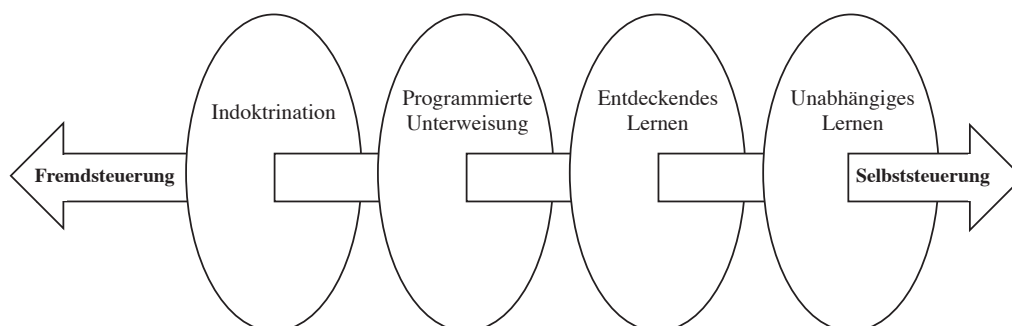 Indoktrination
Programmierte
Unterweisung
Entdeckendes
Lernen
Unabhängiges
Lernen
Fremdsteuerung
Selbststeuerung